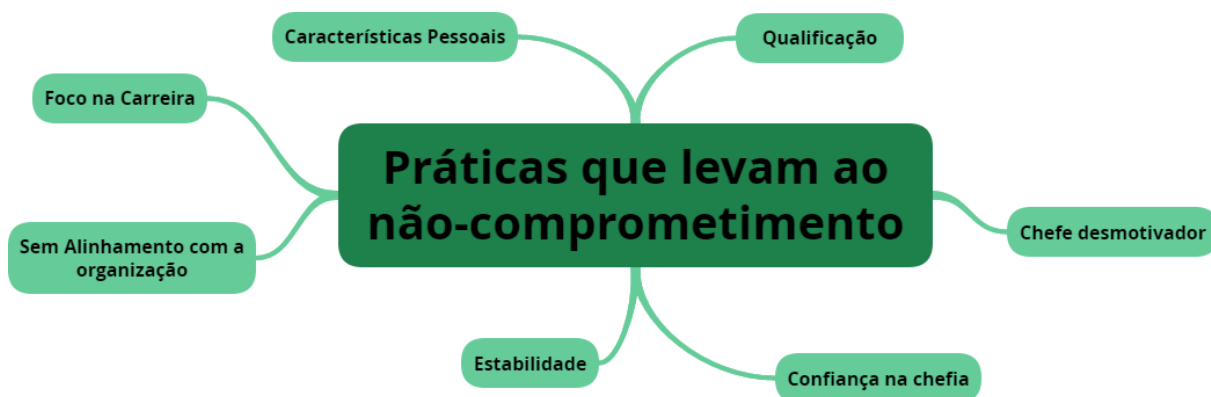 Características Pessoais
Qualificação
Foco na Carreira
Práticas que levam ao
não-comprometimento
Sem Alinhamento com a
organização
Chefe desmotivador
Estabilidade
Confiança na chefia